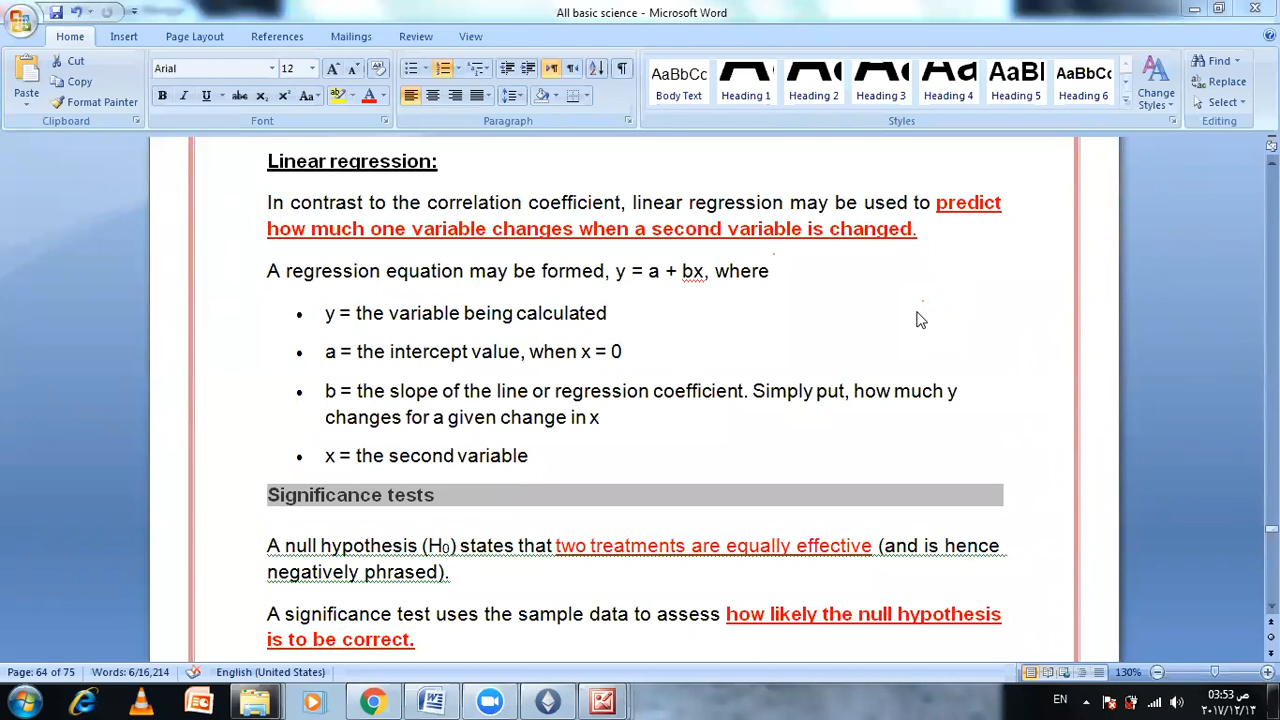 All basic science - Microsoft Word
Home Insert Page Layout References Mailings Review View
Paste
Cut
Copy
Format Painter
Arial 12
AaBbCc AaBbC AaBbCc
Body Text Heading 1 Heading 2 Heading 3 Heading 4 Heading 5 Heading 6
Change Styles
Find
Replace
Select
Clipboard Font Paragraph Styles Editing
Linear regression:
In contrast to the correlation coefficient, linear regression may be used to predict
how much one variable changes when a second variable is changed.
A regression equation may be formed, y = a + bx, where
• y = the variable being calculated
• a = the intercept value, when x = 0
• b = the slope of the line or regression coefficient. Simply put, how much y
changes for a given change in x
• x = the second variable
Significance tests
A null hypothesis (H0) states that two treatments are equally effective (and is hence
negatively phrased).
A significance test uses the sample data to assess how likely the null hypothesis
is to be correct.
Page: 64 of 75 Words: 6/16,214 English (United States) 130%
EN 03:53 ص
٢٠١٧/١٢/١٣